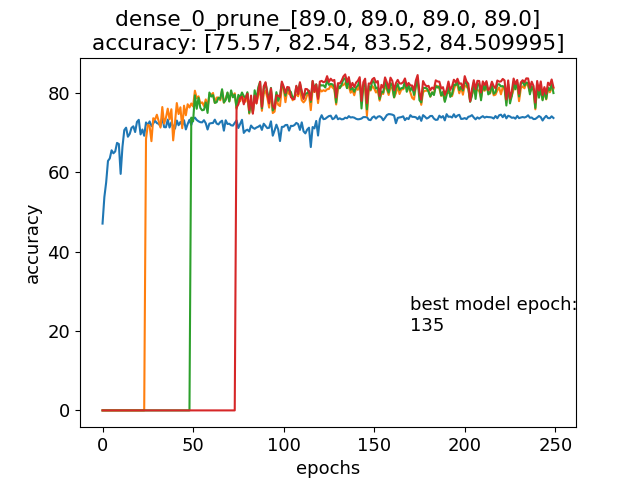 dense_0_prune_[89.0, 89.0, 89.0, 89.0]
accuracy: [75.57, 82.54, 83.52, 84.509995]
80
60
40
20
0
accuracy
best model epoch:
135
0 50 100 150 200 250
epochs